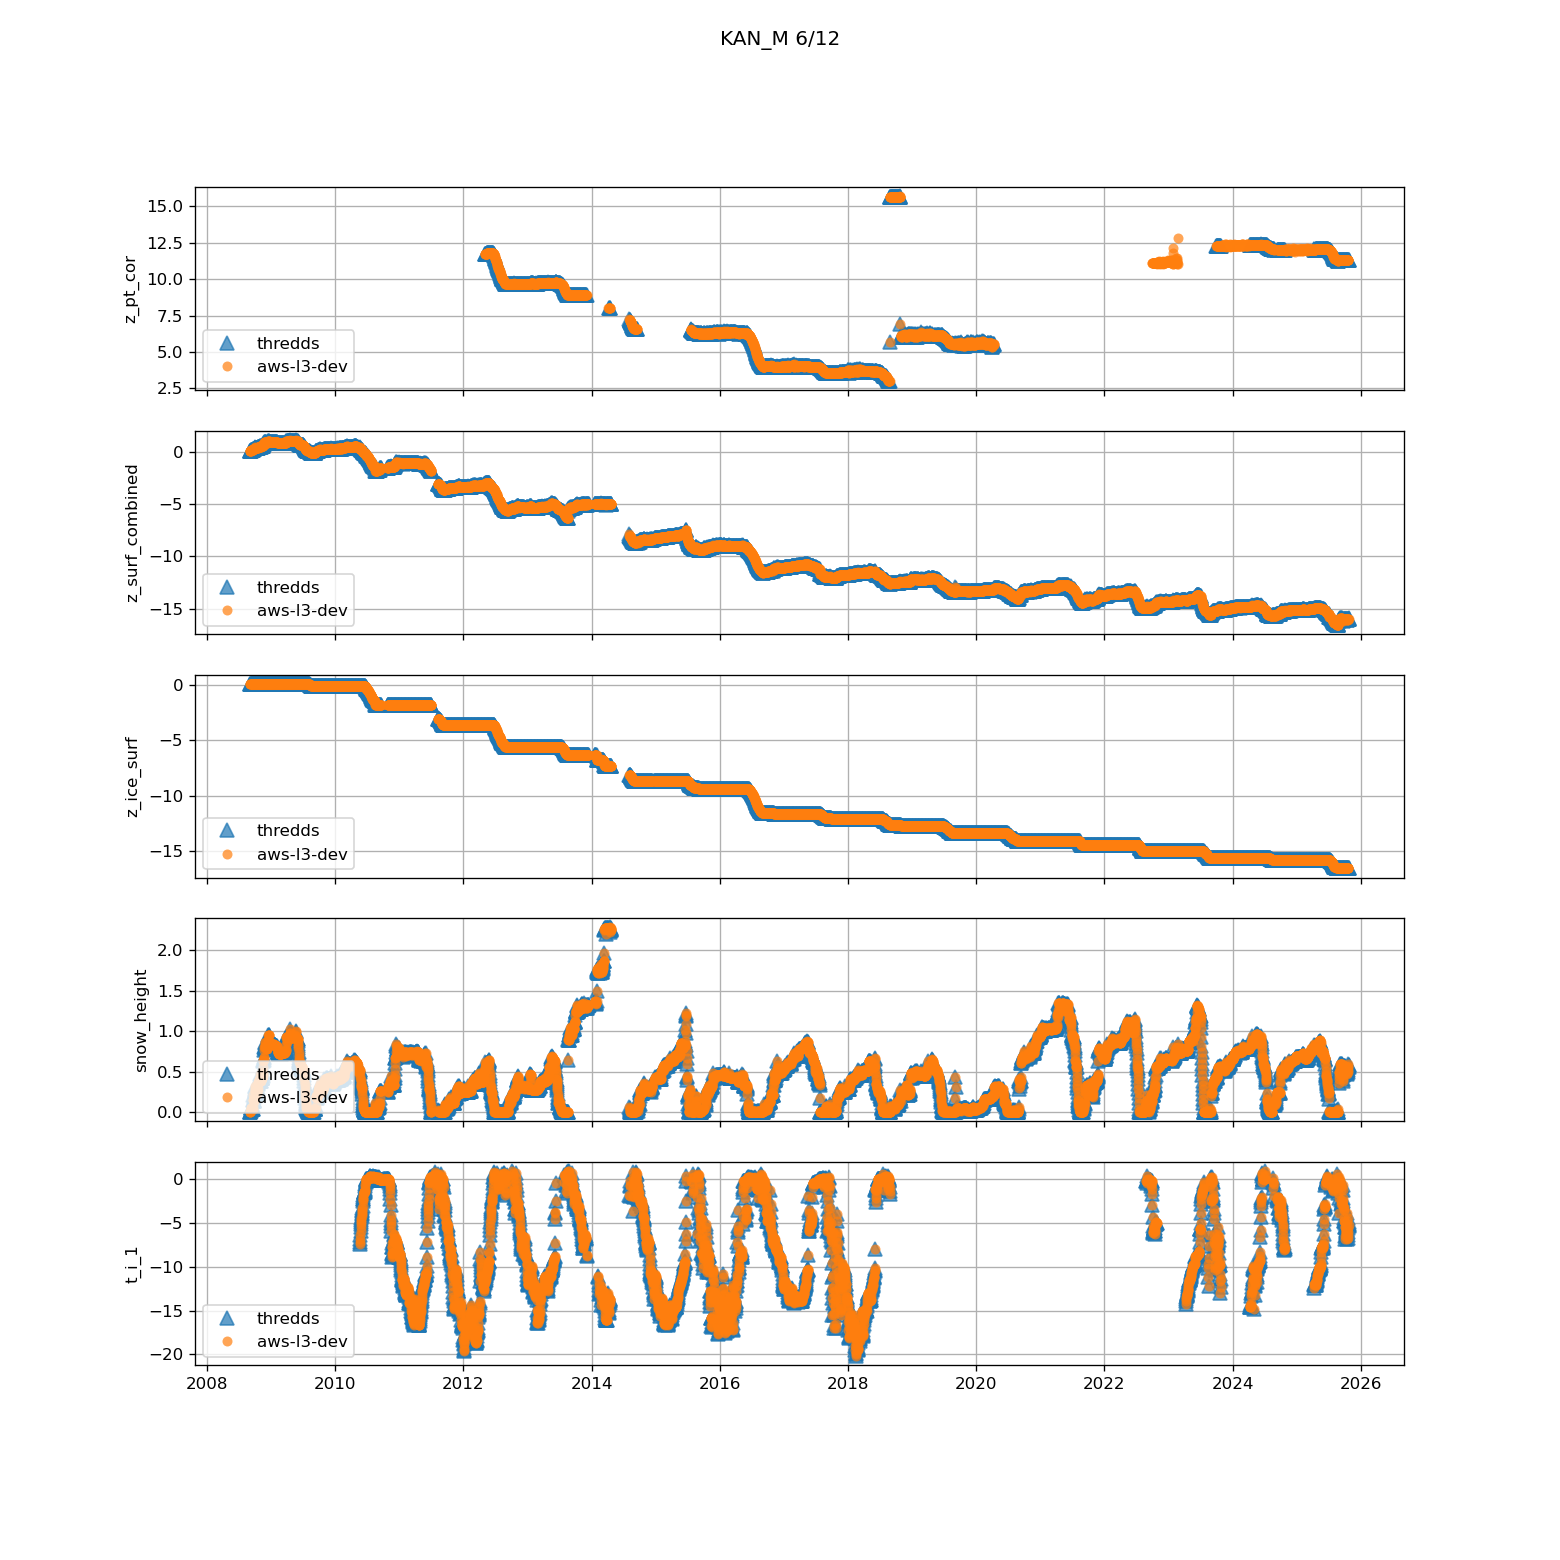 KAN_M 6/12
z_pt_cor
15.0
12.5
10.0
7.5
5.0
2.5
thredds
aws-l3-dev
z_surf_combined
0
−5
−10
−15
thredds
aws-l3-dev
z_ice_surf
0
−5
−10
−15
thredds
aws-l3-dev
snow_height
2.0
1.5
1.0
0.5
0.0
thredds
aws-l3-dev
t_i_1
0
−5
−10
−15
−20
thredds
aws-l3-dev
2008 2010 2012 2014 2016 2018 2020 2022 2024 2026